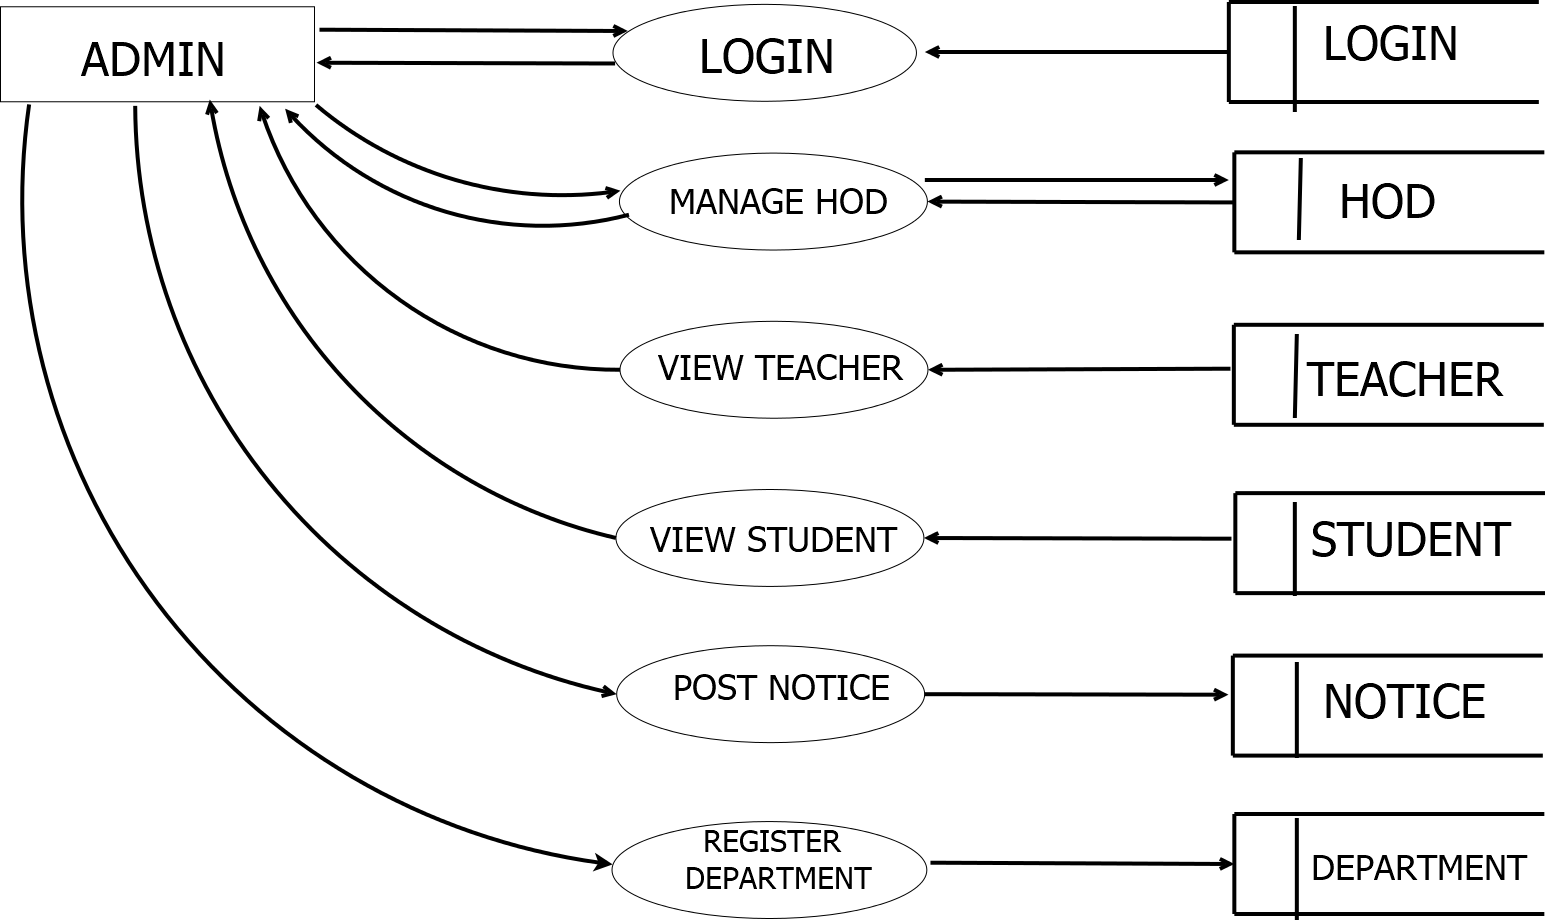 ADMIN
LOGIN
LOGIN
MANAGE HOD
HOD
VIEW TEACHER
TEACHER
VIEW STUDENT
STUDENT
POST NOTICE
NOTICE
REGISTER
DEPARTMENT
DEPARTMENT